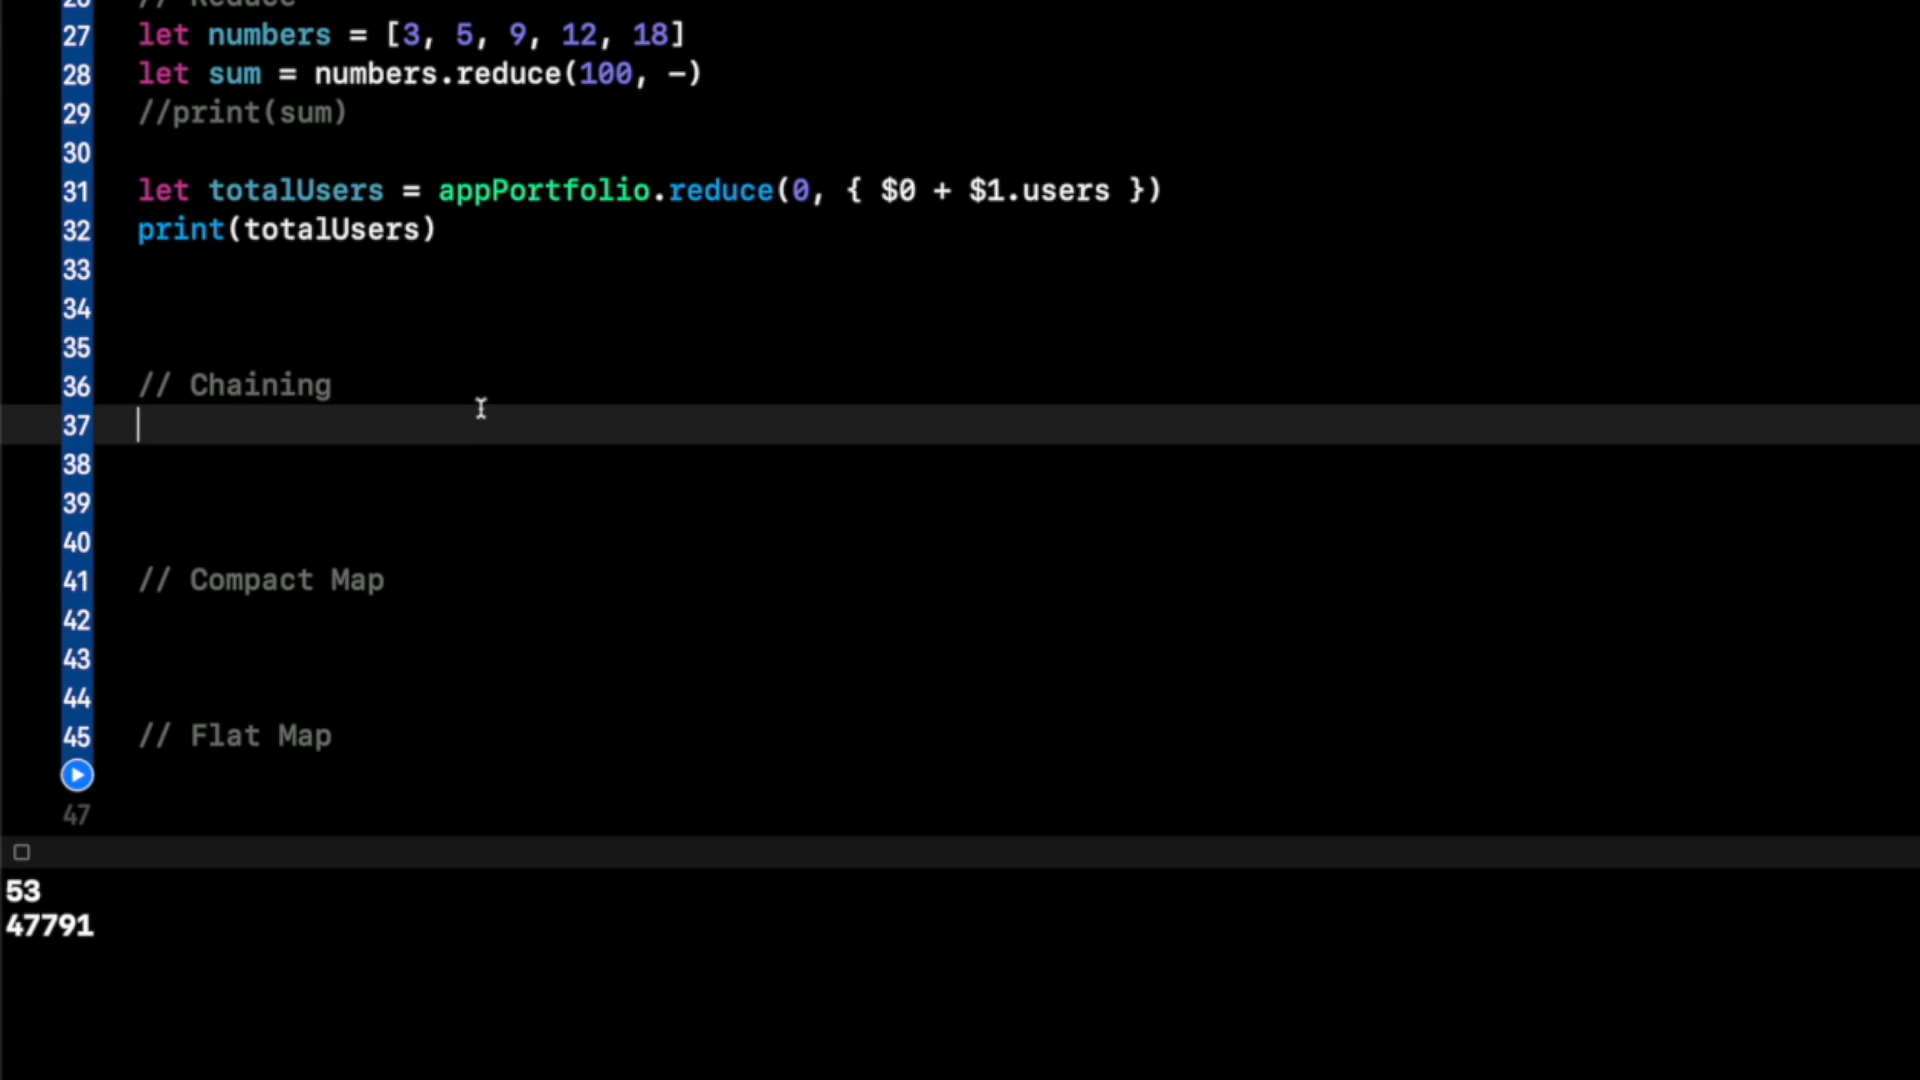 26 // Reduce
27 let numbers = [3, 5, 9, 12, 18]
28 let sum = numbers.reduce(100, -)
29 //print(sum)
30
31 let totalUsers = appPortfolio.reduce(0, { $0 + $1.users })
32 print(totalUsers)
33
34
35
36 // Chaining
37
38
39
40
41 // Compact Map
42
43
44
45 // Flat Map
47
53
47791